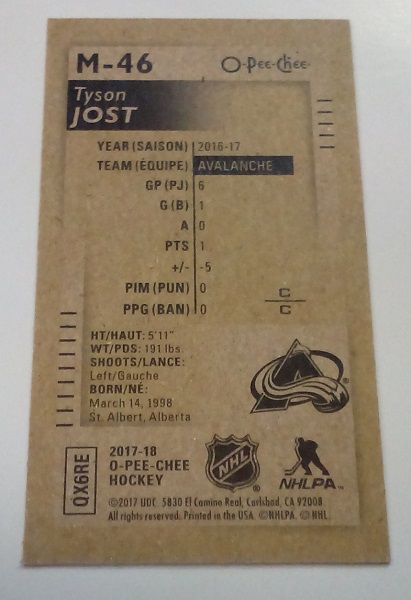 M-46
O-Pee-Chee
Tyson
JOST
YEAR (SAISON) 2016-17
TEAM (ÉQUIPE) AVALANCHE
GP (PJ) 6
G (B) 1
A 0
PTS 1
+/- -5
PIM (PUN) 0
PPG (BAN) 0
C
C
HT/HAUT: 5'11"
WT/PDS: 191 lbs
SHOOTS/LANCE:
Left/Gauche
BORN/NÉ:
March 14, 1998
St. Albert, Alberta
QX6RE
2017-18
O-PEE-CHEE
HOCKEY
NHL
NHLPA
©2017 UDC. 5830 El Camino Real, Carlsbad, CA 92008.
All rights reserved. Printed in the USA. ©NHLPA. © NHL.